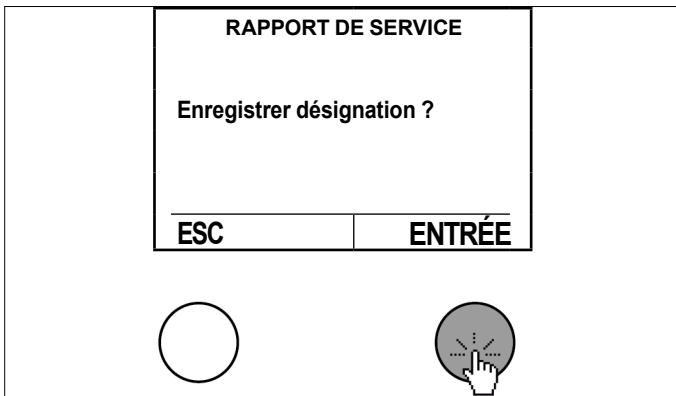 RAPPORT DE SERVICE
Enregistrer désignation ?
ESC ENTRÉE